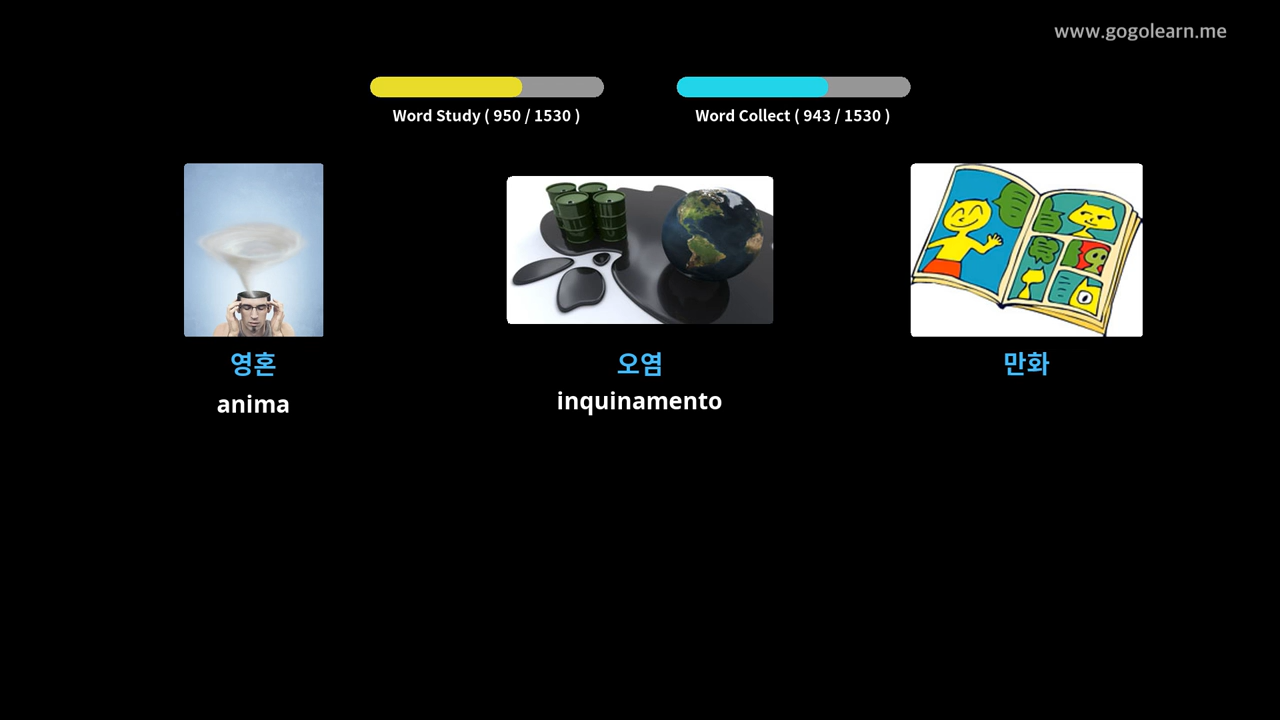 www.gogolearn.me
Word Study ( 950 / 1530 )
Word Collect ( 943 / 1530 )
영혼
anima
오염
inquinamento
만화